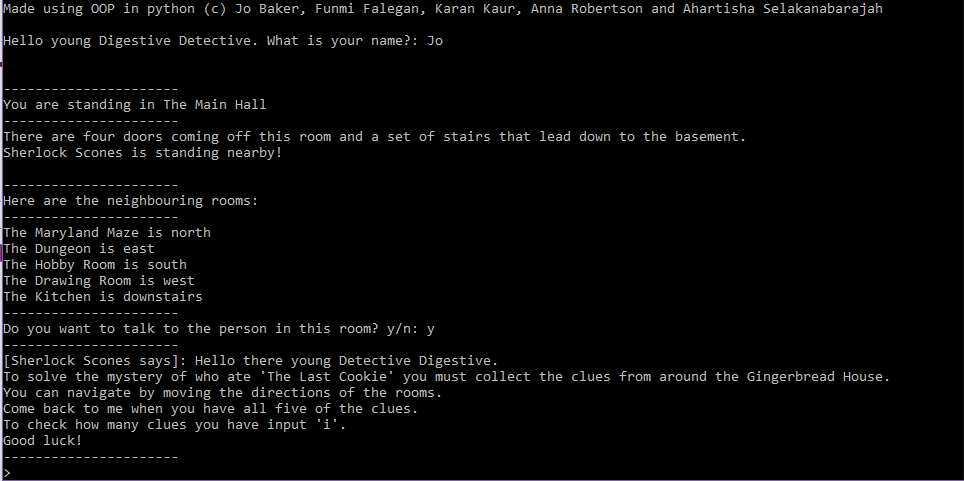 Made using OOP in python (c) Jo Baker, Funmi Falegan, Karan Kaur, Anna Robertson and Ahartisha Selakanabarajah
Hello young Digestive Detective. What is your name?: Jo
----------------------
You are standing in The Main Hall
----------------------
There are four doors coming off this room and a set of stairs that lead down to the basement.
Sherlock Scones is standing nearby!
----------------------
Here are the neighbouring rooms:
----------------------
The Maryland Maze is north
The Dungeon is east
The Hobby Room is south
The Drawing Room is west
The Kitchen is downstairs
----------------------
Do you want to talk to the person in this room? y/n: y
----------------------
[Sherlock Scones says]: Hello there young Detective Digestive.
To solve the mystery of who ate 'The Last Cookie' you must collect the clues from around the Gingerbread House.
You can navigate by moving the directions of the rooms.
Come back to me when you have all five of the clues.
To check how many clues you have input 'i'.
Good luck!
----------------------
>